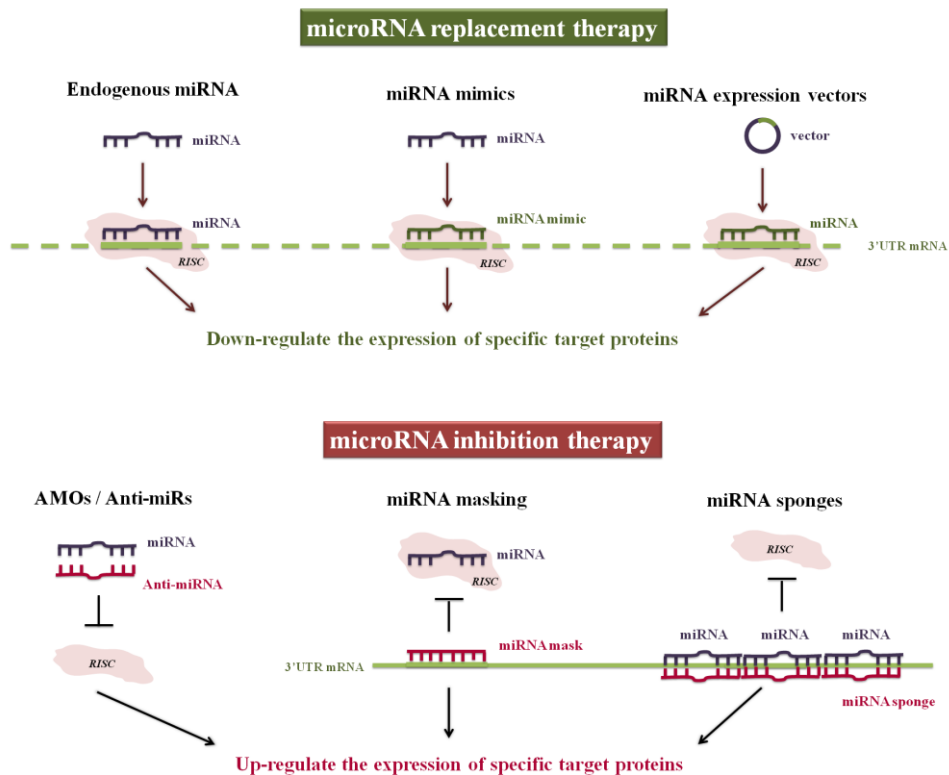 microRNA replacement therapy
Endogenous miRNA
miRNA mimics
miRNA expression vectors
miRNA
miRNA
vector
miRNA
miRNA mimic
miRNA
RISC
RISC
RISC
3'UTR mRNA
Down-regulate the expression of specific target proteins
microRNA inhibition therapy
AMOs / Anti-miRs
miRNA masking
miRNA sponges
miRNA
Anti-miRNA
miRNA
RISC
RISC
RISC
miRNA mask
3'UTR mRNA
miRNA
miRNA
miRNA
miRNA sponge
Up-regulate the expression of specific target proteins